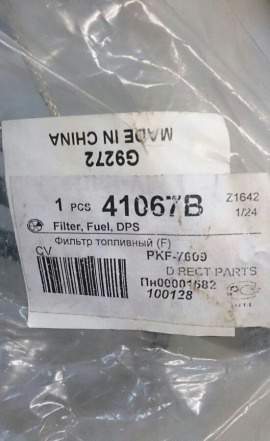 MADE IN CHINA
G9272
1 PCS 41067B
Z1642
1/24
Filter, Fuel, DPS
Фильтр топливный (F)
CV
PKF-7609
DIRECT PARTS
Пн00001682
100128